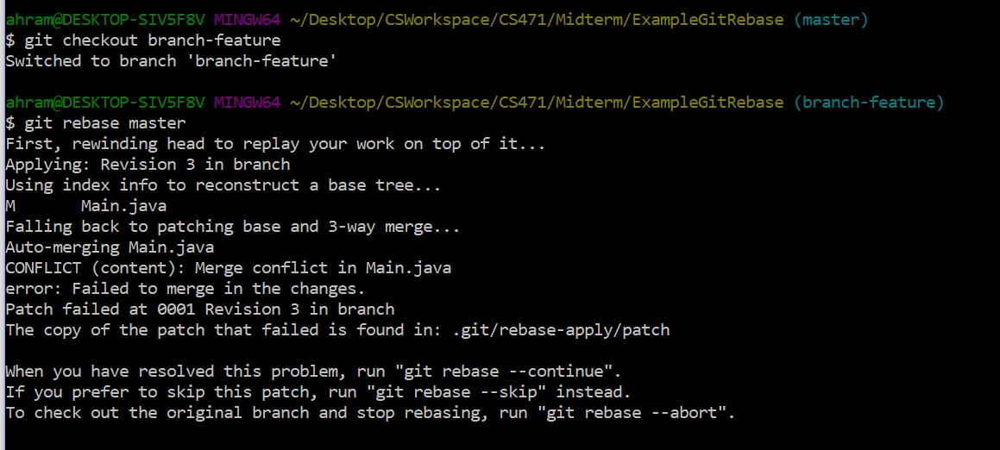 ahram@DESKTOP-SIV5F8V MINGW64 ~/Desktop/CSWorkspace/CS471/Midterm/ExampleGitRebase (master)
$ git checkout branch-feature
Switched to branch 'branch-feature'
ahram@DESKTOP-SIV5F8V MINGW64 ~/Desktop/CSWorkspace/CS471/Midterm/ExampleGitRebase (branch-feature)
$ git rebase master
First, rewinding head to replay your work on top of it...
Applying: Revision 3 in branch
Using index info to reconstruct a base tree...
M       Main.java
Falling back to patching base and 3-way merge...
Auto-merging Main.java
CONFLICT (content): Merge conflict in Main.java
error: Failed to merge in the changes.
Patch failed at 0001 Revision 3 in branch
The copy of the patch that failed is found in: .git/rebase-apply/patch
When you have resolved this problem, run "git rebase --continue".
If you prefer to skip this patch, run "git rebase --skip" instead.
To check out the original branch and stop rebasing, run "git rebase --abort".